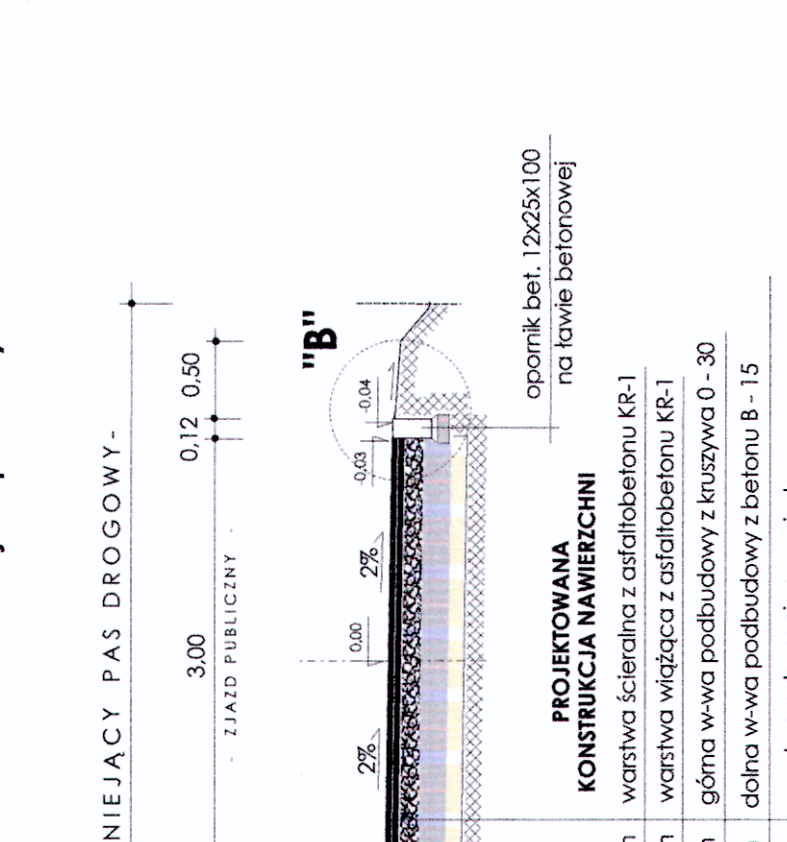 NIEJĄCY PAS DROGOWY-
3,00
0,12
0,50
- ZJAZD PUBLICZNY -
"B"
2%
0,00
2%
-0,03
-0,04
opornik bet. 12x25x100
na ławie betonowej
PROJEKTOWANA
KONSTRUKCJA NAWIERZCHNI
warstwa ścieralna z asfaltobetonu KR-1
warstwa wiążąca z asfaltobetonu KR-1
górna w-wa podbudowy z kruszywa 0 - 30
dolna w-wa podbudowy z betonu B - 15